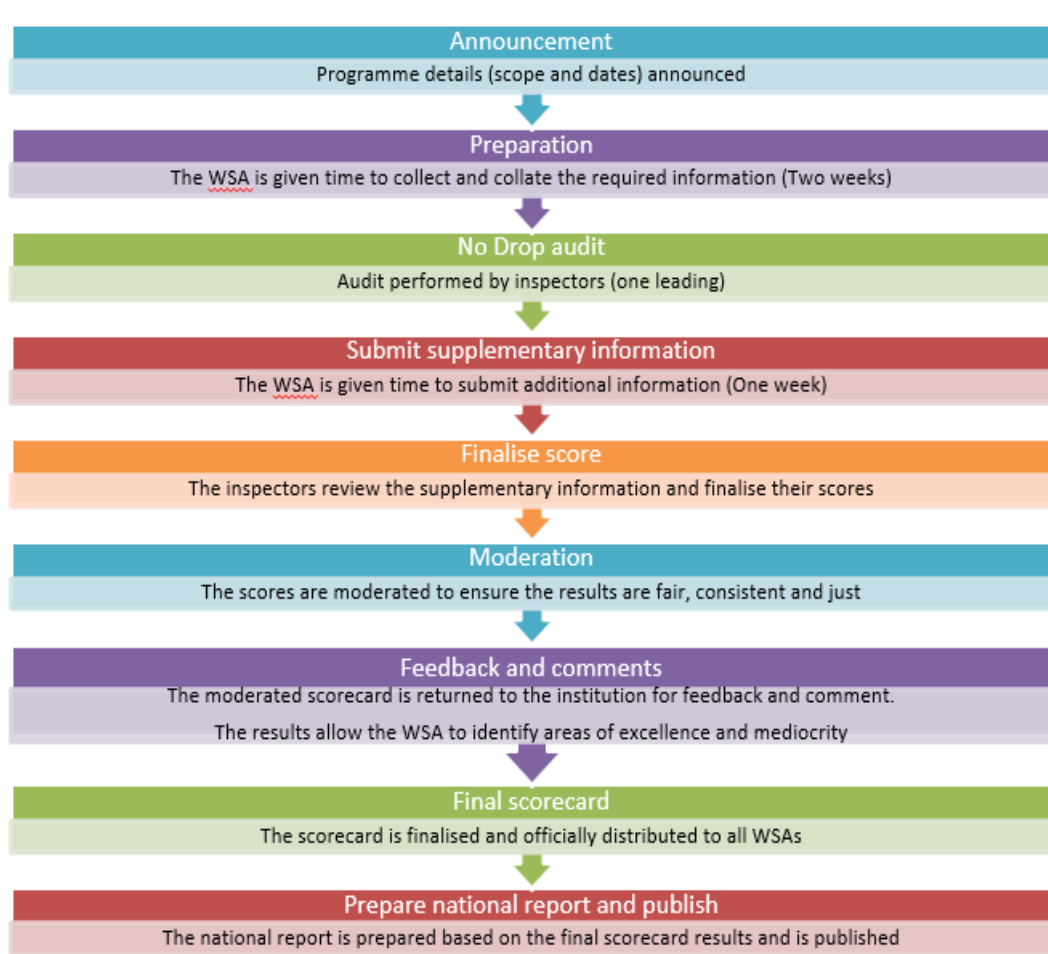 Announcement
Programme details (scope and dates) announced
Preparation
The WSA is given time to collect and collate the required information (Two weeks)
No Drop audit
Audit performed by inspectors (one leading)
Submit supplementary information
The WSA is given time to submit additional information (One week)
Finalise score
The inspectors review the supplementary information and finalise their scores
Moderation
The scores are moderated to ensure the results are fair, consistent and just
Feedback and comments
The moderated scorecard is returned to the institution for feedback and comment.
The results allow the WSA to identify areas of excellence and mediocrity
Final scorecard
The scorecard is finalised and officially distributed to all WSAs
Prepare national report and publish
The national report is prepared based on the final scorecard results and is published